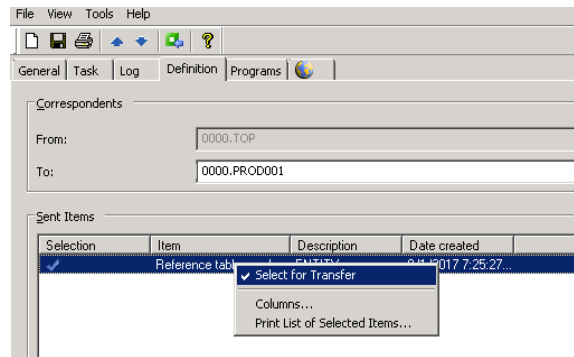 File View Tools Help
General Task Log Definition Programs
Correspondents
From: 0000.TOP
To: 0000.PROD001
Sent Items
Selection Item Description Date created
Reference tabl 7:25:27...
Select for Transfer
Columns...
Print List of Selected Items...